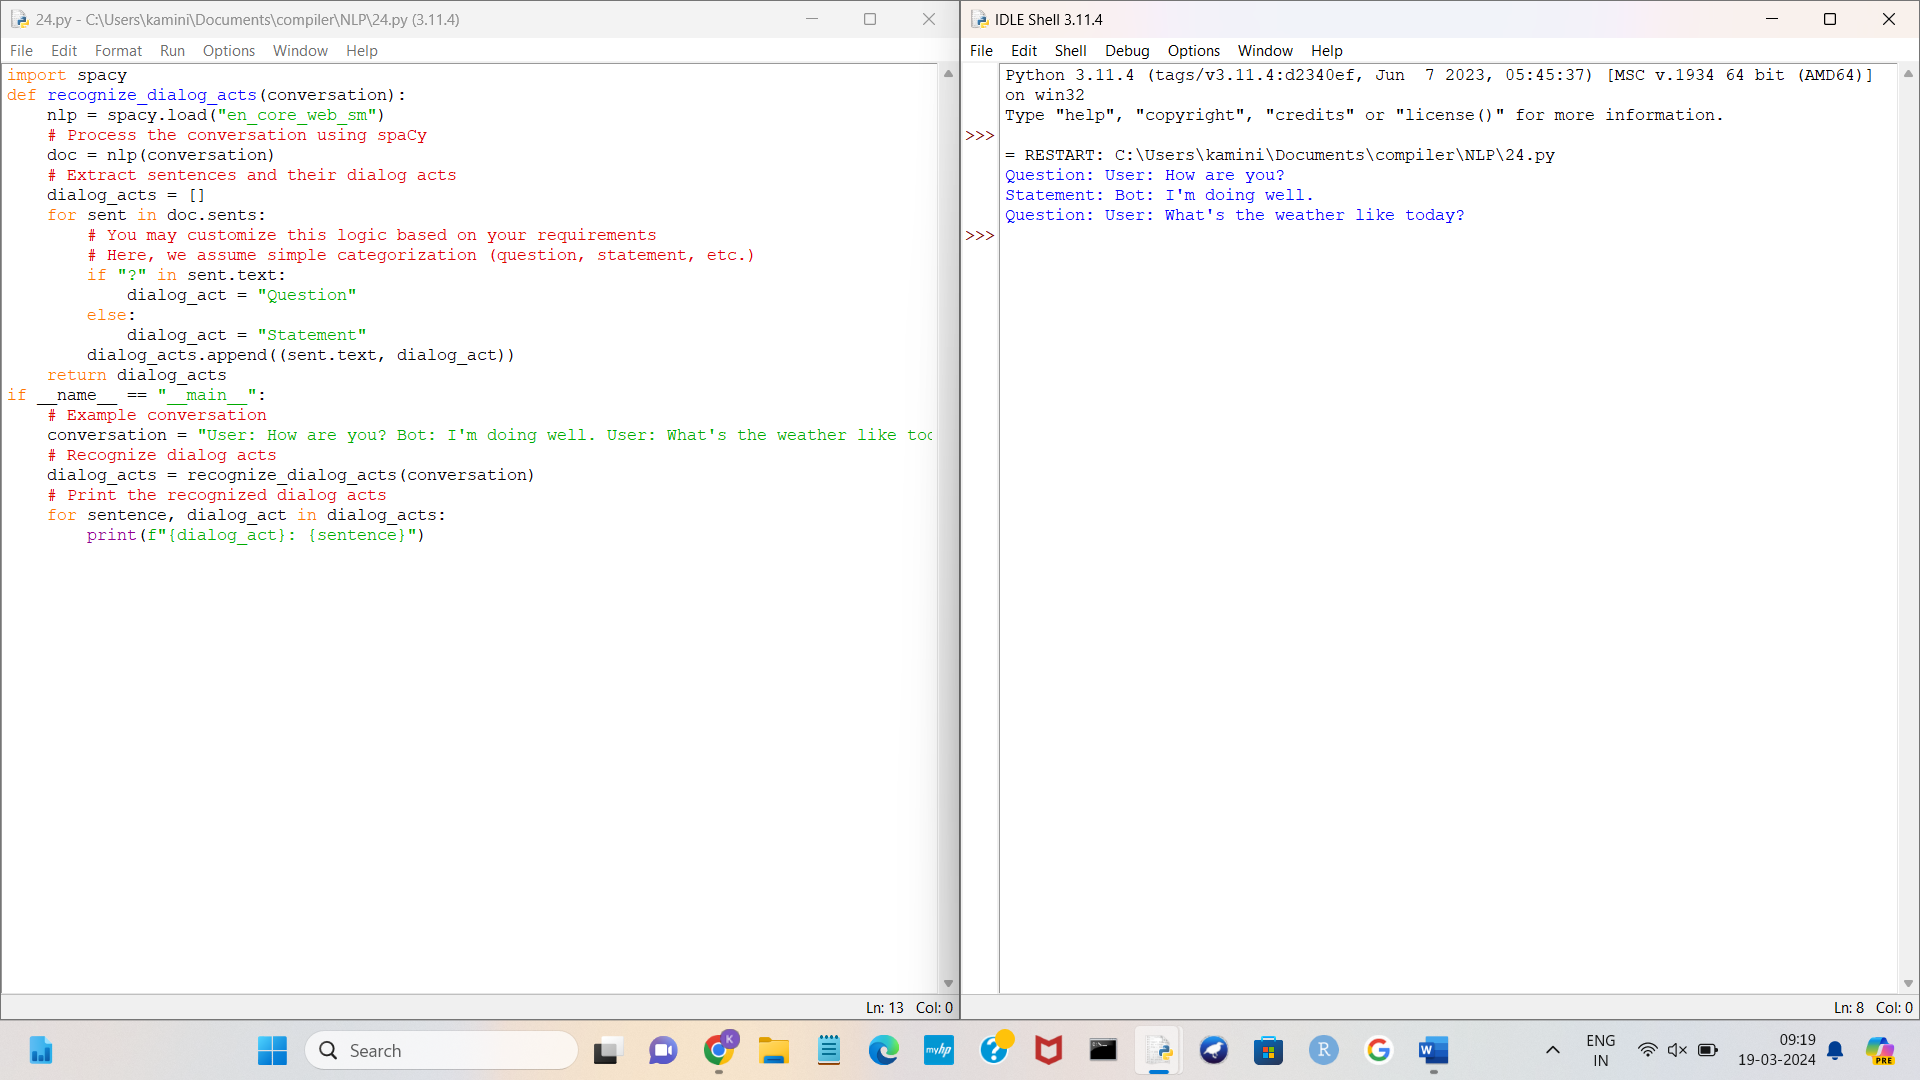 24.py - C:\Users\kamini\Documents\compiler\NLP\24.py (3.11.4)
File Edit Format Run Options Window Help
import spacy
def recognize_dialog_acts(conversation):
    nlp = spacy.load("en_core_web_sm")
    # Process the conversation using spaCy
    doc = nlp(conversation)
    # Extract sentences and their dialog acts
    dialog_acts = []
    for sent in doc.sents:
        # You may customize this logic based on your requirements
        # Here, we assume simple categorization (question, statement, etc.)
        if "?" in sent.text:
            dialog_act = "Question"
        else:
            dialog_act = "Statement"
        dialog_acts.append((sent.text, dialog_act))
    return dialog_acts
if __name__ == "__main__":
    # Example conversation
    conversation = "User: How are you? Bot: I'm doing well. User: What's the weather like too
    # Recognize dialog acts
    dialog_acts = recognize_dialog_acts(conversation)
    # Print the recognized dialog acts
    for sentence, dialog_act in dialog_acts:
        print(f"{dialog_act}: {sentence}")
Ln: 13 Col: 0
IDLE Shell 3.11.4
File Edit Shell Debug Options Window Help
Python 3.11.4 (tags/v3.11.4:d2340ef, Jun  7 2023, 05:45:37) [MSC v.1934 64 bit (AMD64)]
on win32
Type "help", "copyright", "credits" or "license()" for more information.
>>>
= RESTART: C:\Users\kamini\Documents\compiler\NLP\24.py
Question: User: How are you?
Statement: Bot: I'm doing well.
Question: User: What's the weather like today?
>>>
Ln: 8 Col: 0
Search
K
myhp
?
R
G
W
ENG
IN
09:19
19-03-2024
PRE